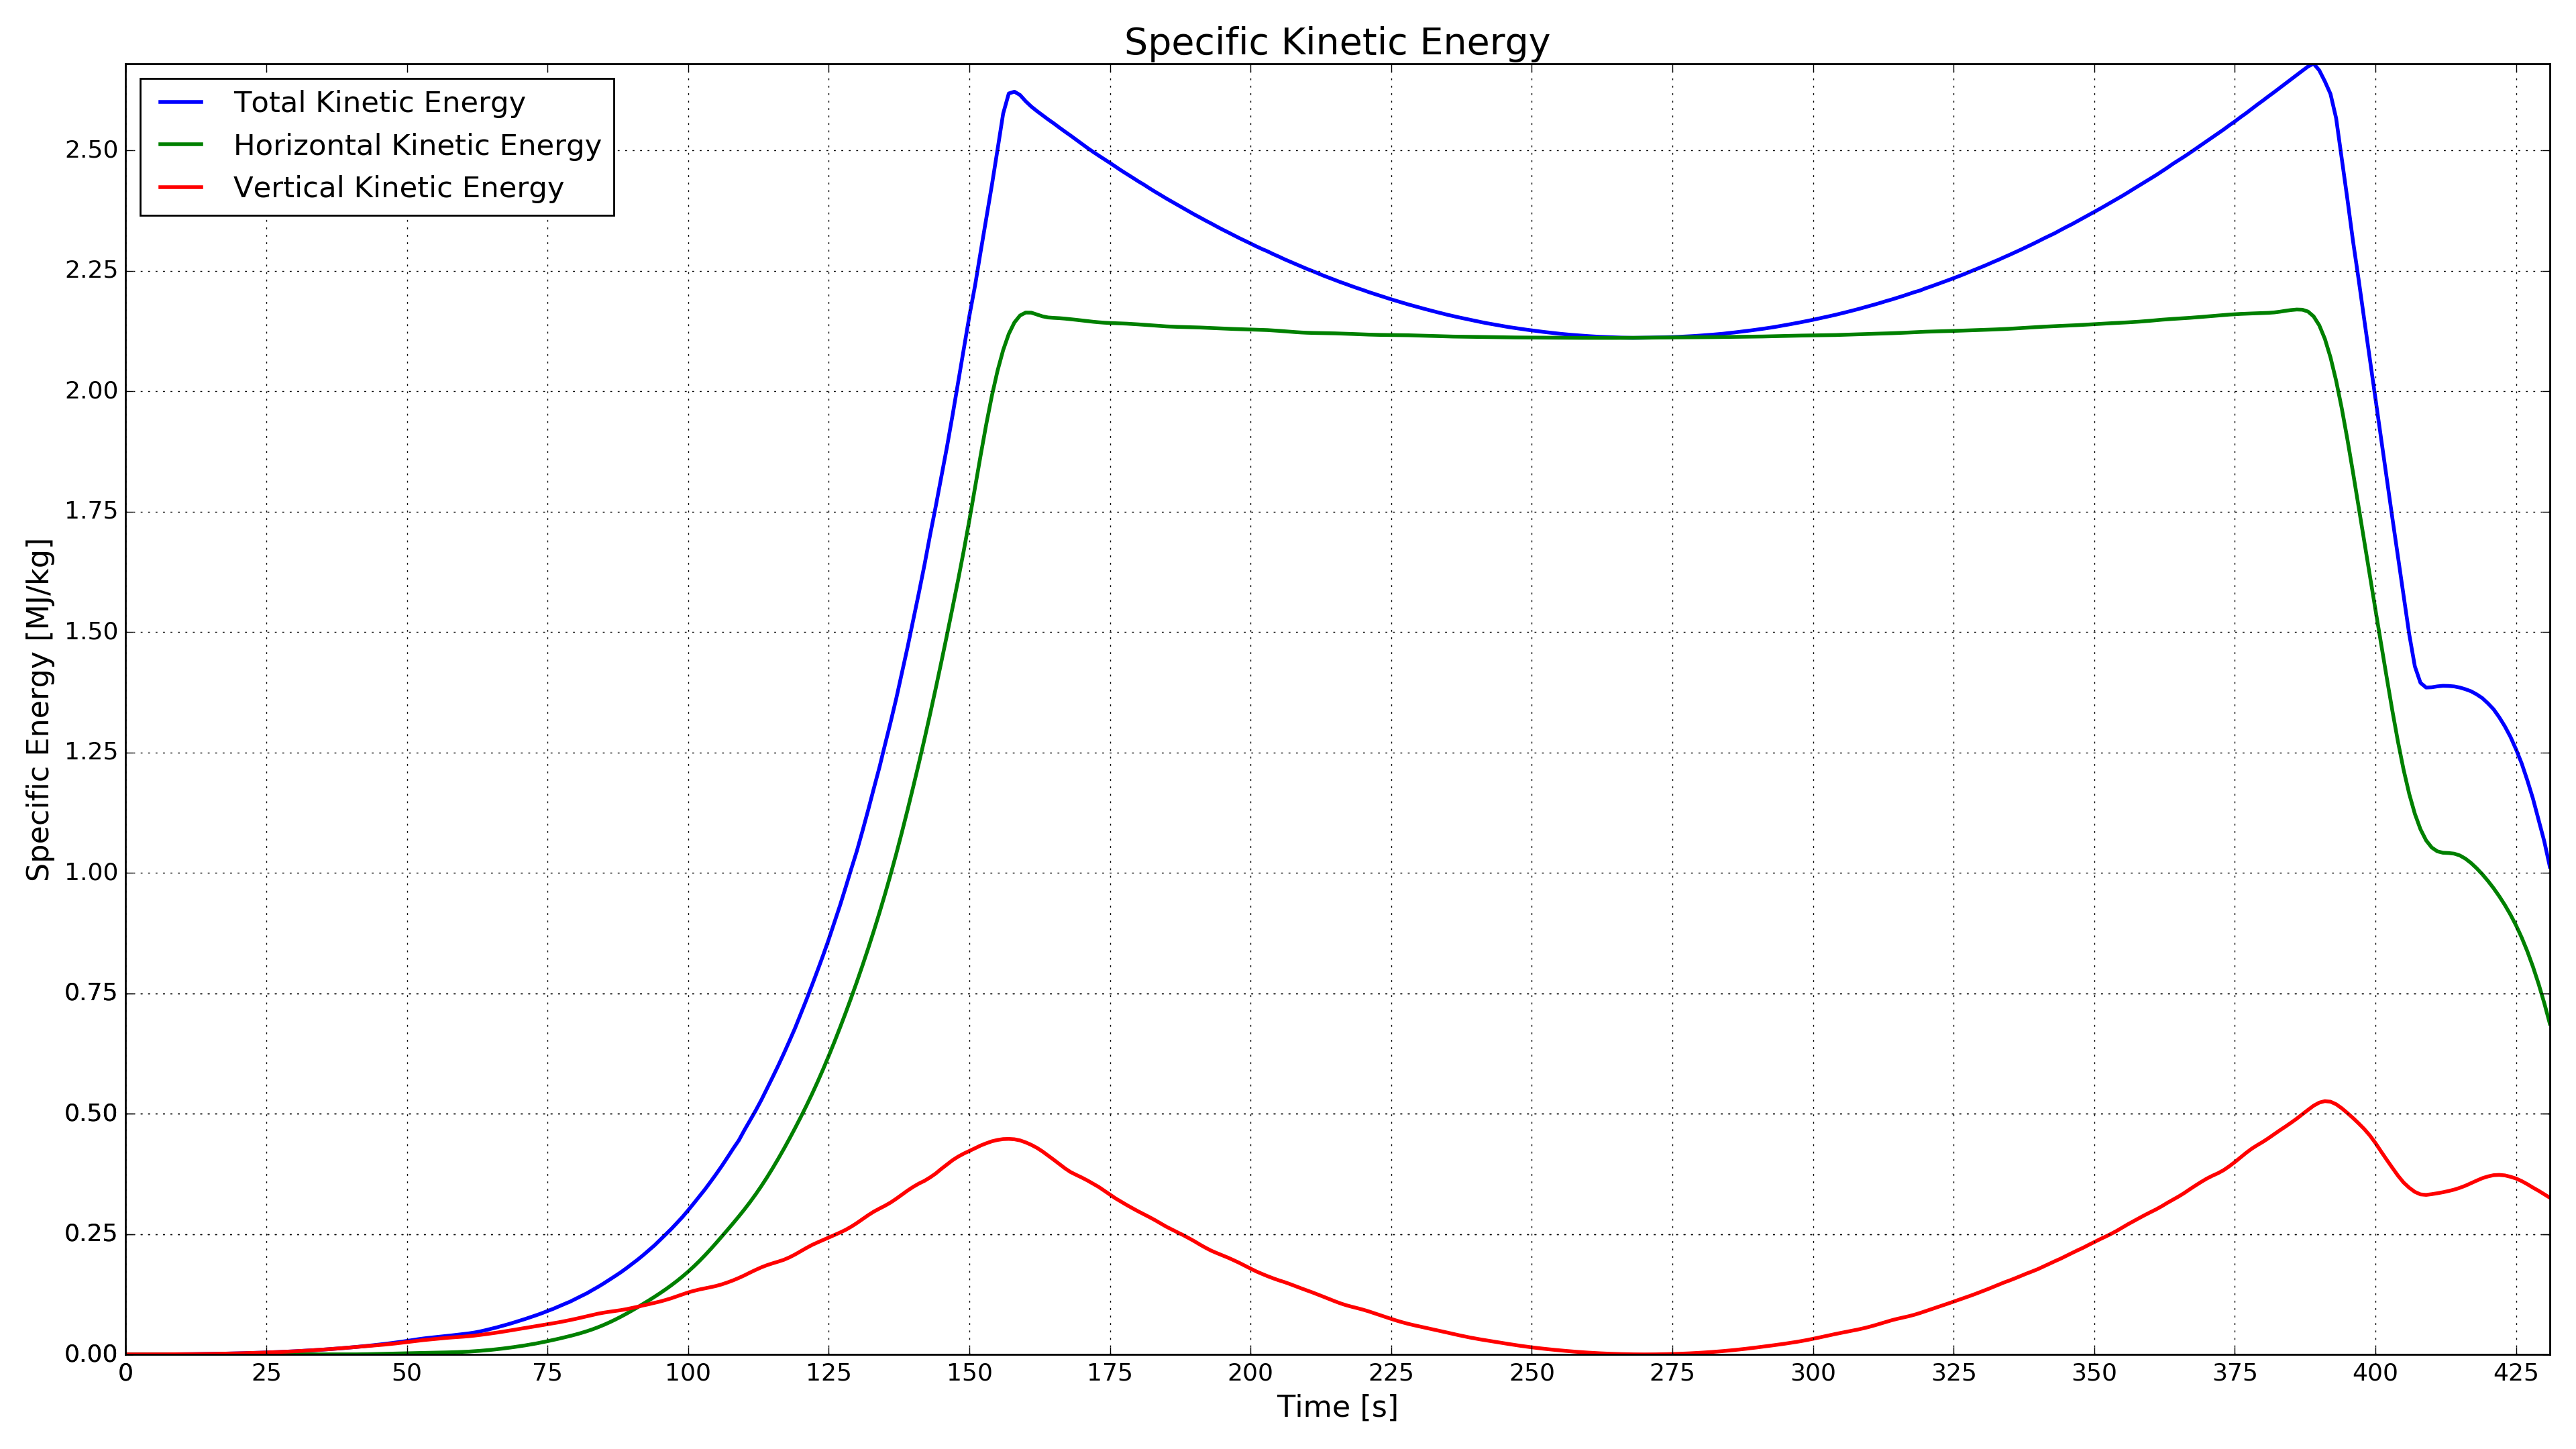 Specific Kinetic Energy
Total Kinetic Energy
Horizontal Kinetic Energy
Vertical Kinetic Energy
Specific Energy [MJ/kg]
2.50
2.25
2.00
1.75
1.50
1.25
1.00
0.75
0.50
0.25
0.00
0 25 50 75 100 125 150 175 200 225 250 275 300 325 350 375 400 425
Time [s]